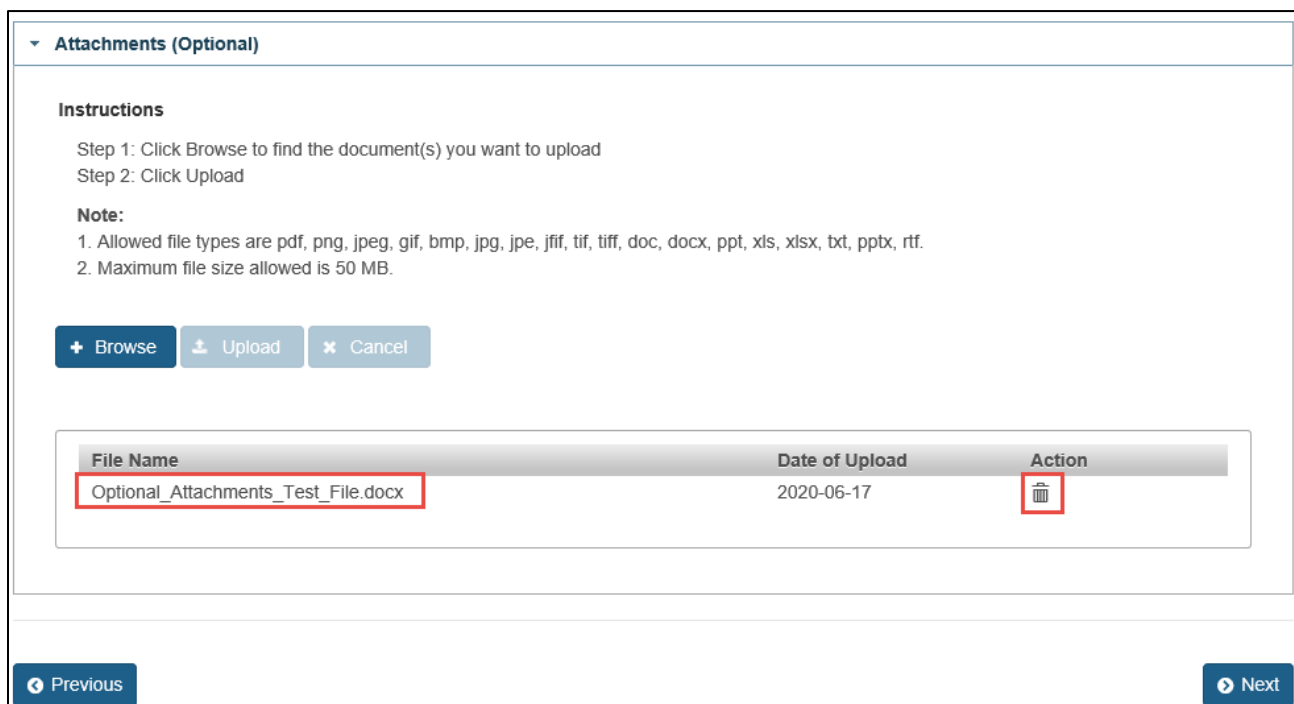 Attachments (Optional)
Instructions
Step 1: Click Browse to find the document(s) you want to upload
Step 2: Click Upload
Note:
1. Allowed file types are pdf, png, jpeg, gif, bmp, jpg, jpe, jfif, tif, tiff, doc, docx, ppt, xls, xlsx, txt, pptx, rtf.
2. Maximum file size allowed is 50 MB.
Browse Upload Cancel
File Name Date of Upload Action
Optional_Attachments_Test_File.docx 2020-06-17
Previous Next